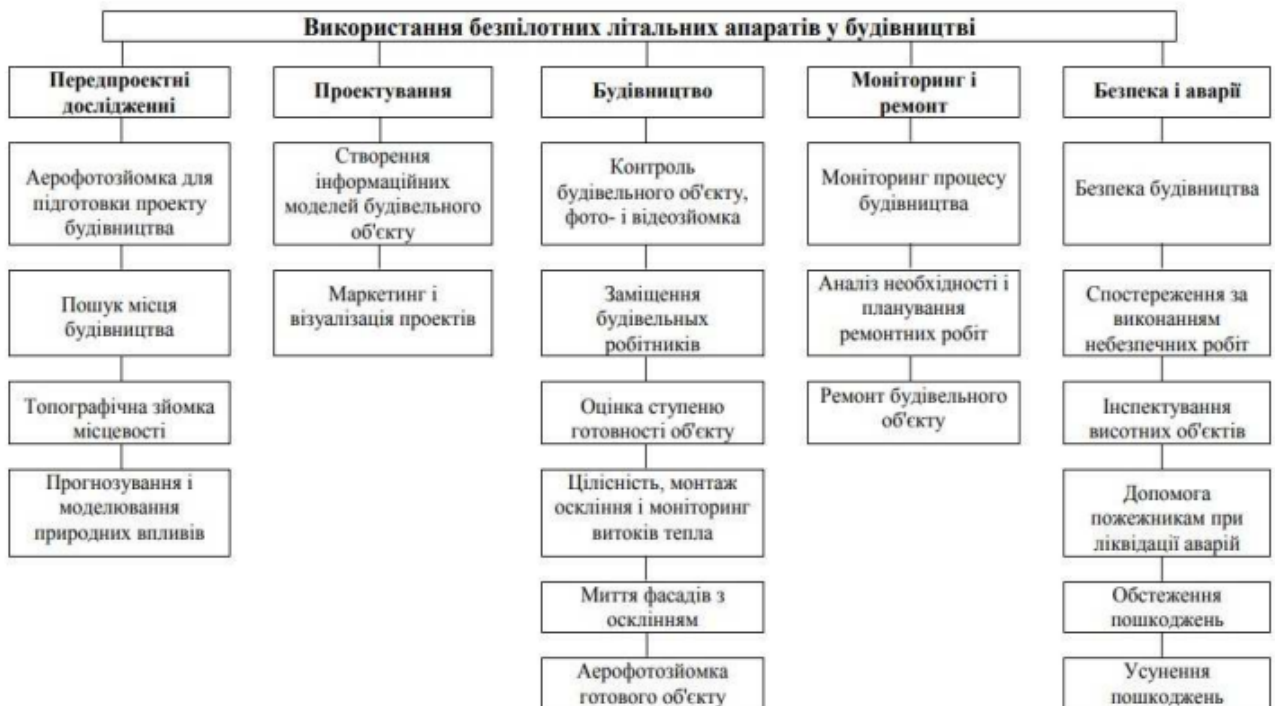 Використання безпілотних літальних апаратів у будівництві
Передпроектні
дослідженні
Аерофотозйомка для
підготовки проекту
будівництва
Пошук місця
будівництва
Топографічна зйомка
місцевості
Прогнозування і
моделювання
природних впливів
Проектування
Створення
інформаційних
моделей будівельного
об'єкту
Маркетинг і
візуалізація проектів
Будівництво
Контроль
будівельного об'єкту,
фото- і відеозйомка
Заміщення
будівельных
робітників
Оцінка ступеню
готовності об'єкту
Цілісність, монтаж
оскління і моніторинг
витоків тепла
Миття фасадів з
осклінням
Аерофотозйомка
готового об'єкту
Моніторинг і
ремонт
Моніторинг процесу
будівництва
Аналіз необхідності і
планування
ремонтних робіт
Ремонт будівельного
об'єкту
Безпека і аварії
Безпека будівництва
Спостереження за
виконанням
небезпечних робіт
Інспектування
висотних об'єктів
Допомога
пожежникам при
ліквідації аварій
Обстеження
пошкоджень
Усунення
пошкоджень